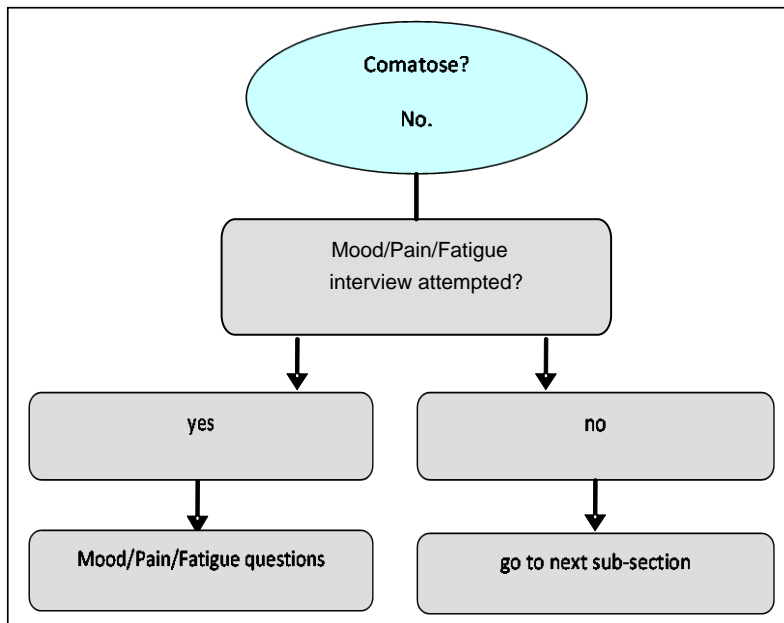 Comatose?
No.
Mood/Pain/Fatigue
interview attempted?
yes
no
Mood/Pain/Fatigue questions
go to next sub-section